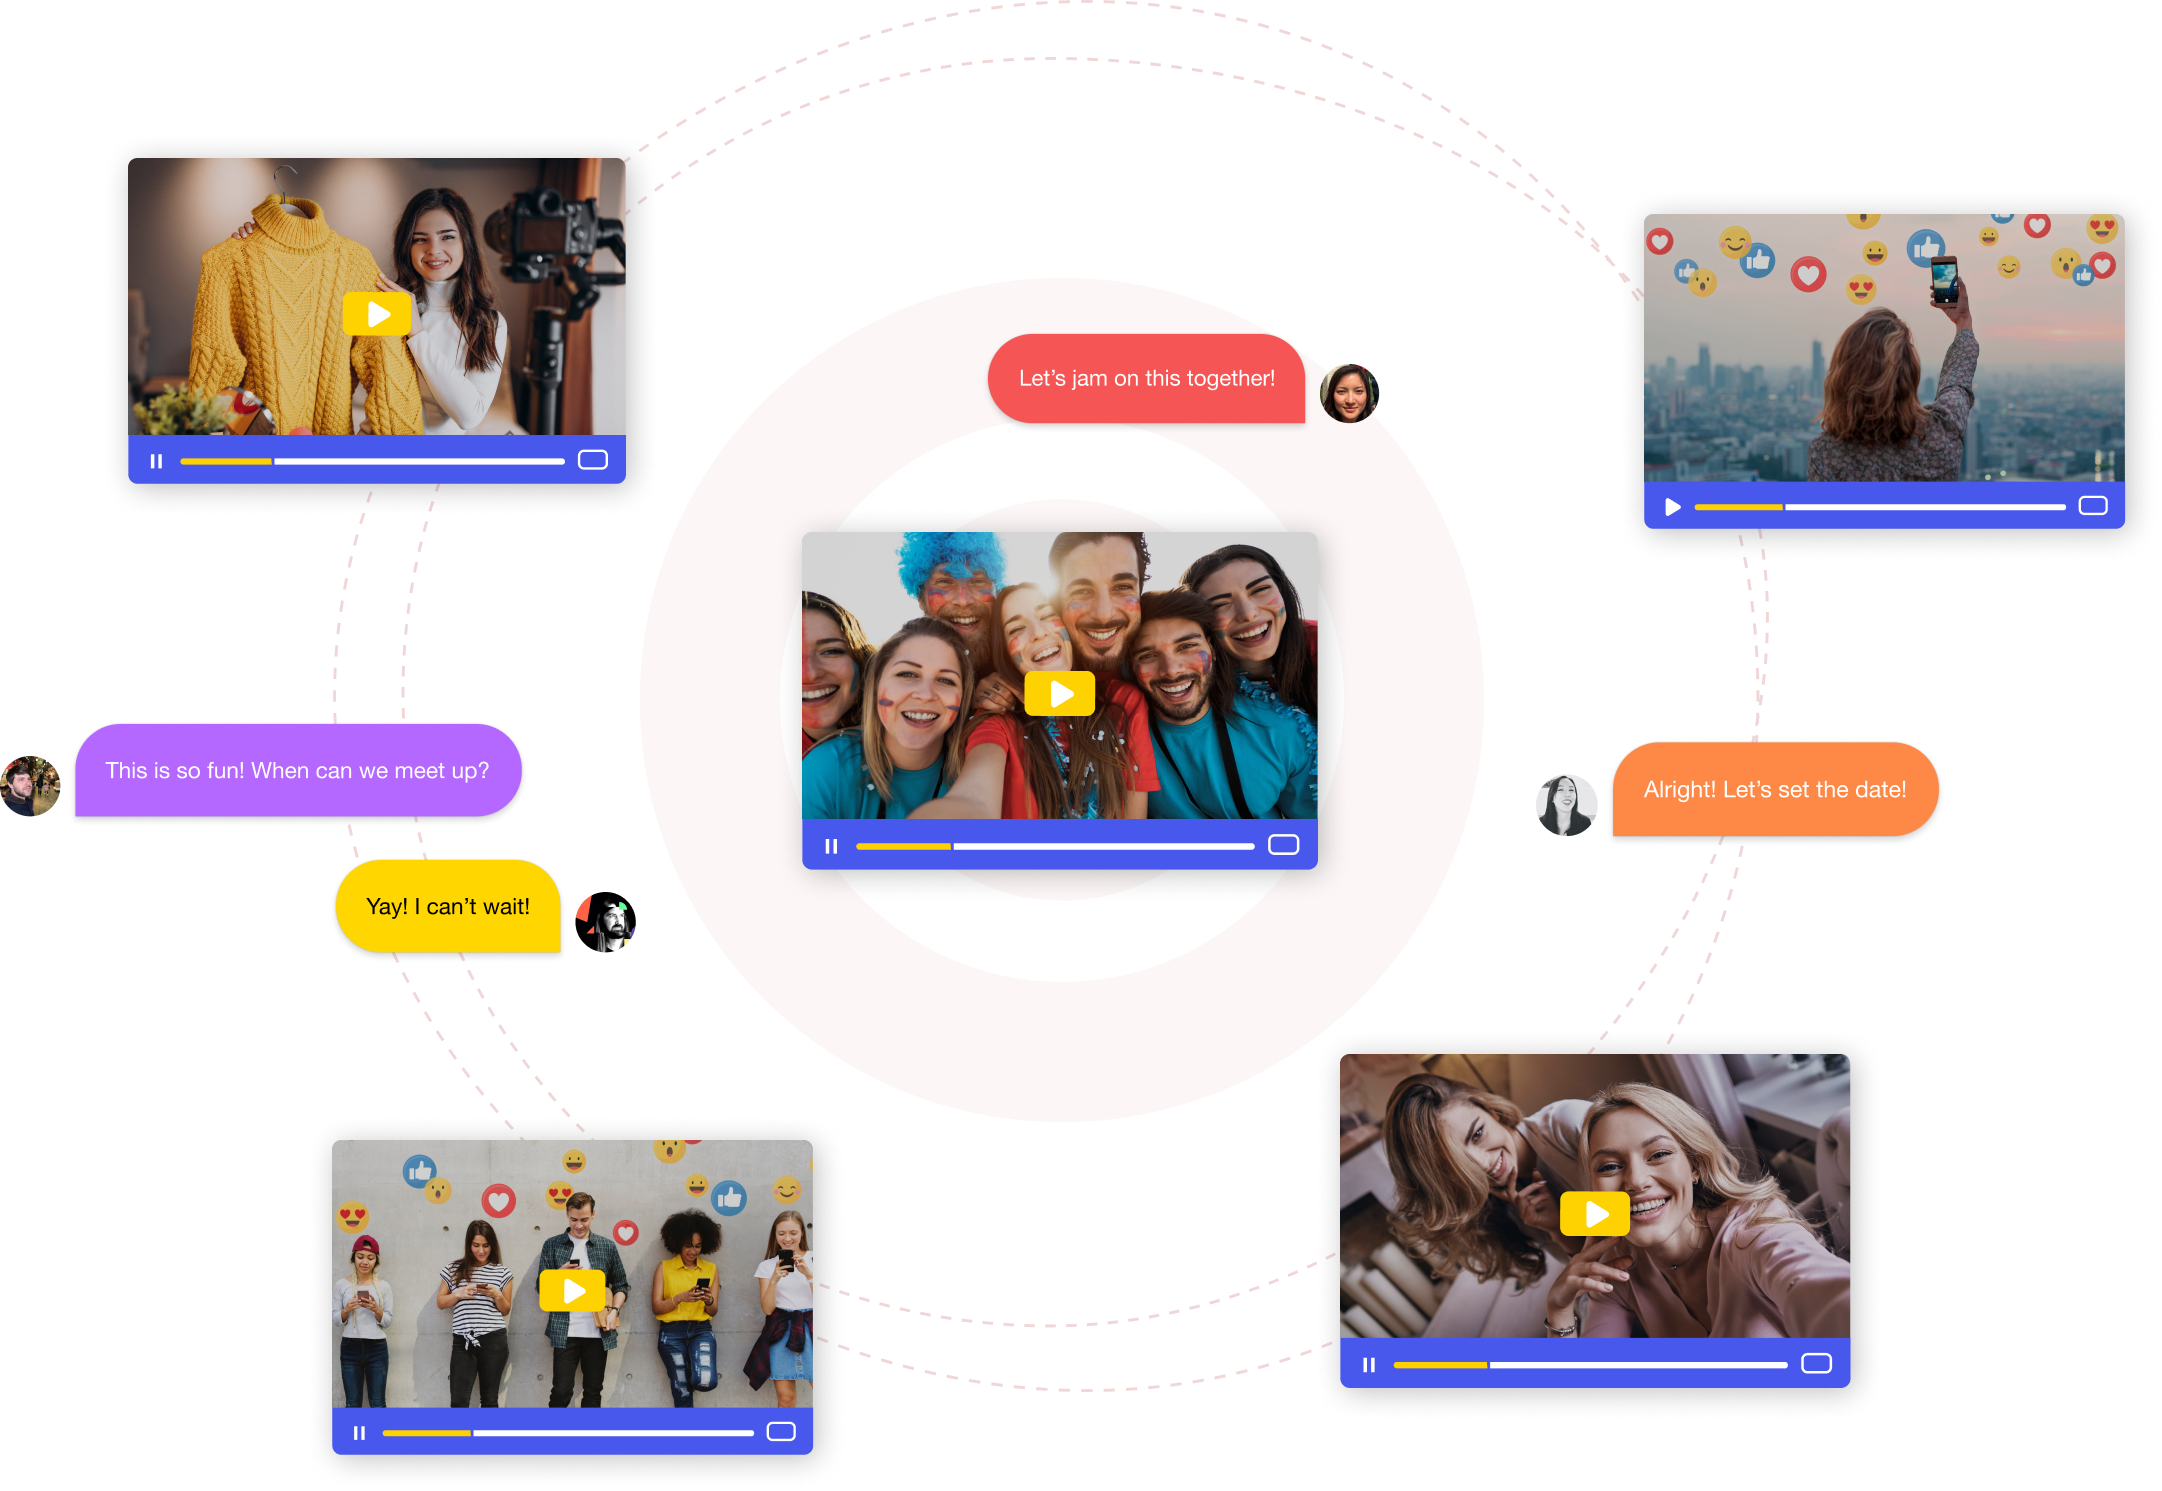 Let’s jam on this together!
This is so fun! When can we meet up?
Alright! Let’s set the date!
Yay! I can’t wait!